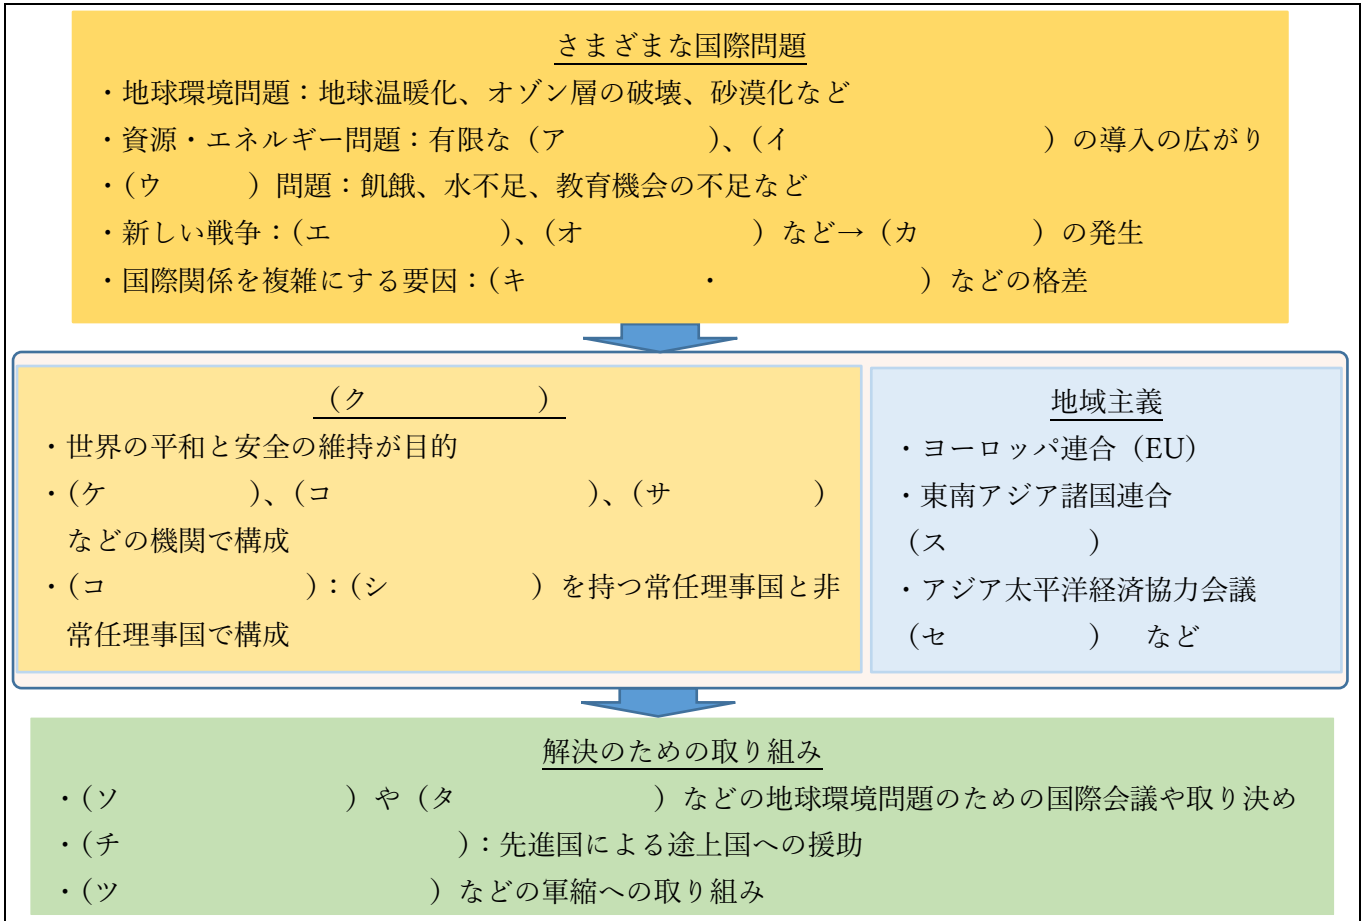 さまざまな国際問題
・地球環境問題：地球温暖化、オゾン層の破壊、砂漠化など
・資源・エネルギー問題：有限な（ア　　　　　）、（イ　　　　　　　　　）の導入の広がり
・（ウ　　　）問題：飢餓、水不足、教育機会の不足など
・新しい戦争：（エ　　　　　　）、（オ　　　　　　）など→（カ　　　　）の発生
・国際関係を複雑にする要因：（キ　　　　　　・　　　　　　　）などの格差
（ク　　　　　　）
・世界の平和と安全の維持が目的
・（ケ　　　　　）、（コ　　　　　　　　　）、（サ　　　　　）
などの機関で構成
・（コ　　　　　　　）：（シ　　　　　）を持つ常任理事国と非
常任理事国で構成
地域主義
・ヨーロッパ連合（EU）
・東南アジア諸国連合
（ス　　　　　）
・アジア太平洋経済協力会議
（セ　　　　　）　など
解決のための取り組み
・（ソ　　　　　　　　）や（タ　　　　　　　）などの地球環境問題のための国際会議や取り決め
・（チ　　　　　　　　　　　　）：先進国による途上国への援助
・（ツ　　　　　　　　　　　）などの軍縮への取り組み